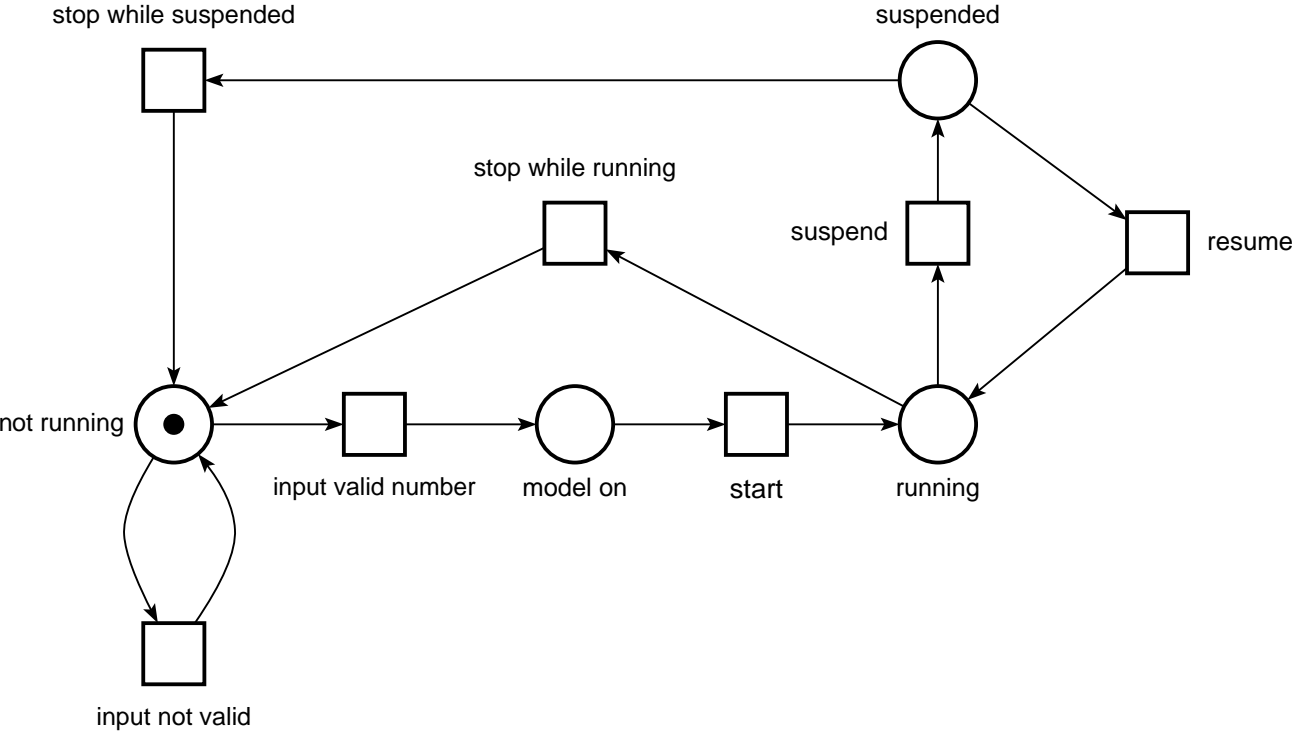 stop while suspended
suspended
stop while running
suspend
resume
not running
input valid number
model on
start
running
input not valid